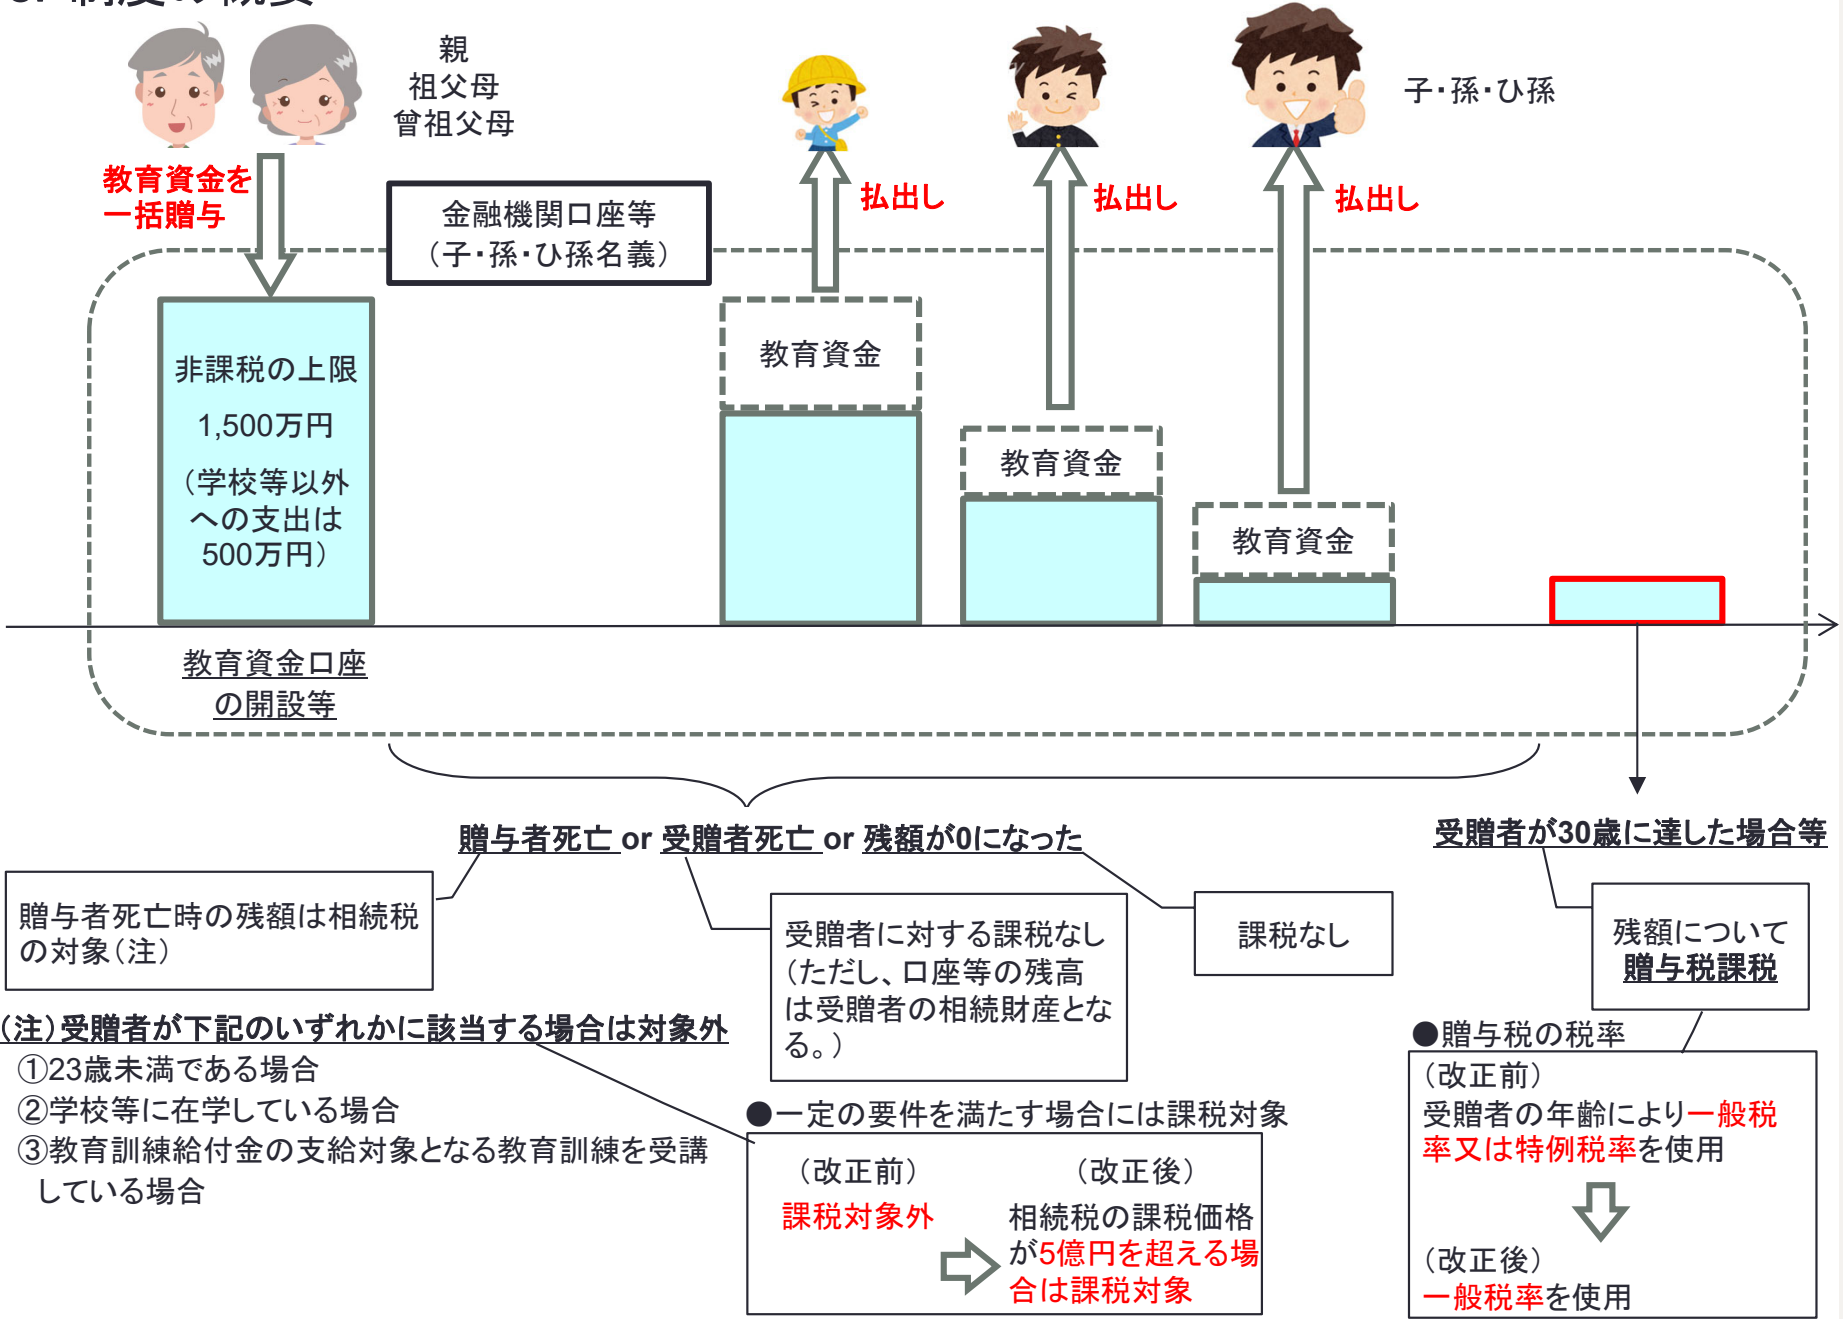 親
祖父母
曾祖父母
子・孫・ひ孫
教育資金を
一括贈与
金融機関口座等
（子・孫・ひ孫名義）
払出し
払出し
払出し
非課税の上限
1,500万円
（学校等以外
への支出は
500万円）
教育資金
教育資金
教育資金
教育資金口座
の開設等
贈与者死亡 or 受贈者死亡 or 残額が0になった
受贈者が30歳に達した場合等
贈与者死亡時の残額は相続税
の対象（注）
受贈者に対する課税なし
（ただし、口座等の残高
は受贈者の相続財産とな
る。）
課税なし
残額について
贈与税課税
（注）受贈者が下記のいずれかに該当する場合は対象外
①23歳未満である場合
②学校等に在学している場合
③教育訓練給付金の支給対象となる教育訓練を受講
している場合
●一定の要件を満たす場合には課税対象
（改正前）
課税対象外
（改正後）
相続税の課税価格
が5億円を超える場
合は課税対象
●贈与税の税率
（改正前）
受贈者の年齢により一般税
率又は特例税率を使用
（改正後）
一般税率を使用